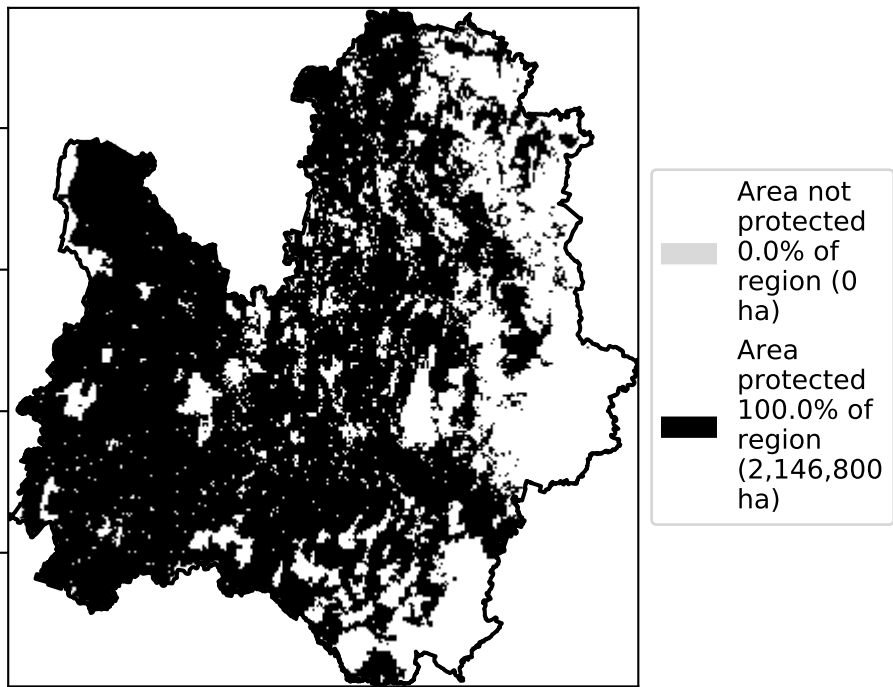 Area not
protected
0.0% of
region (0
ha)
Area
protected
100.0% of
region
(2,146,800
ha)